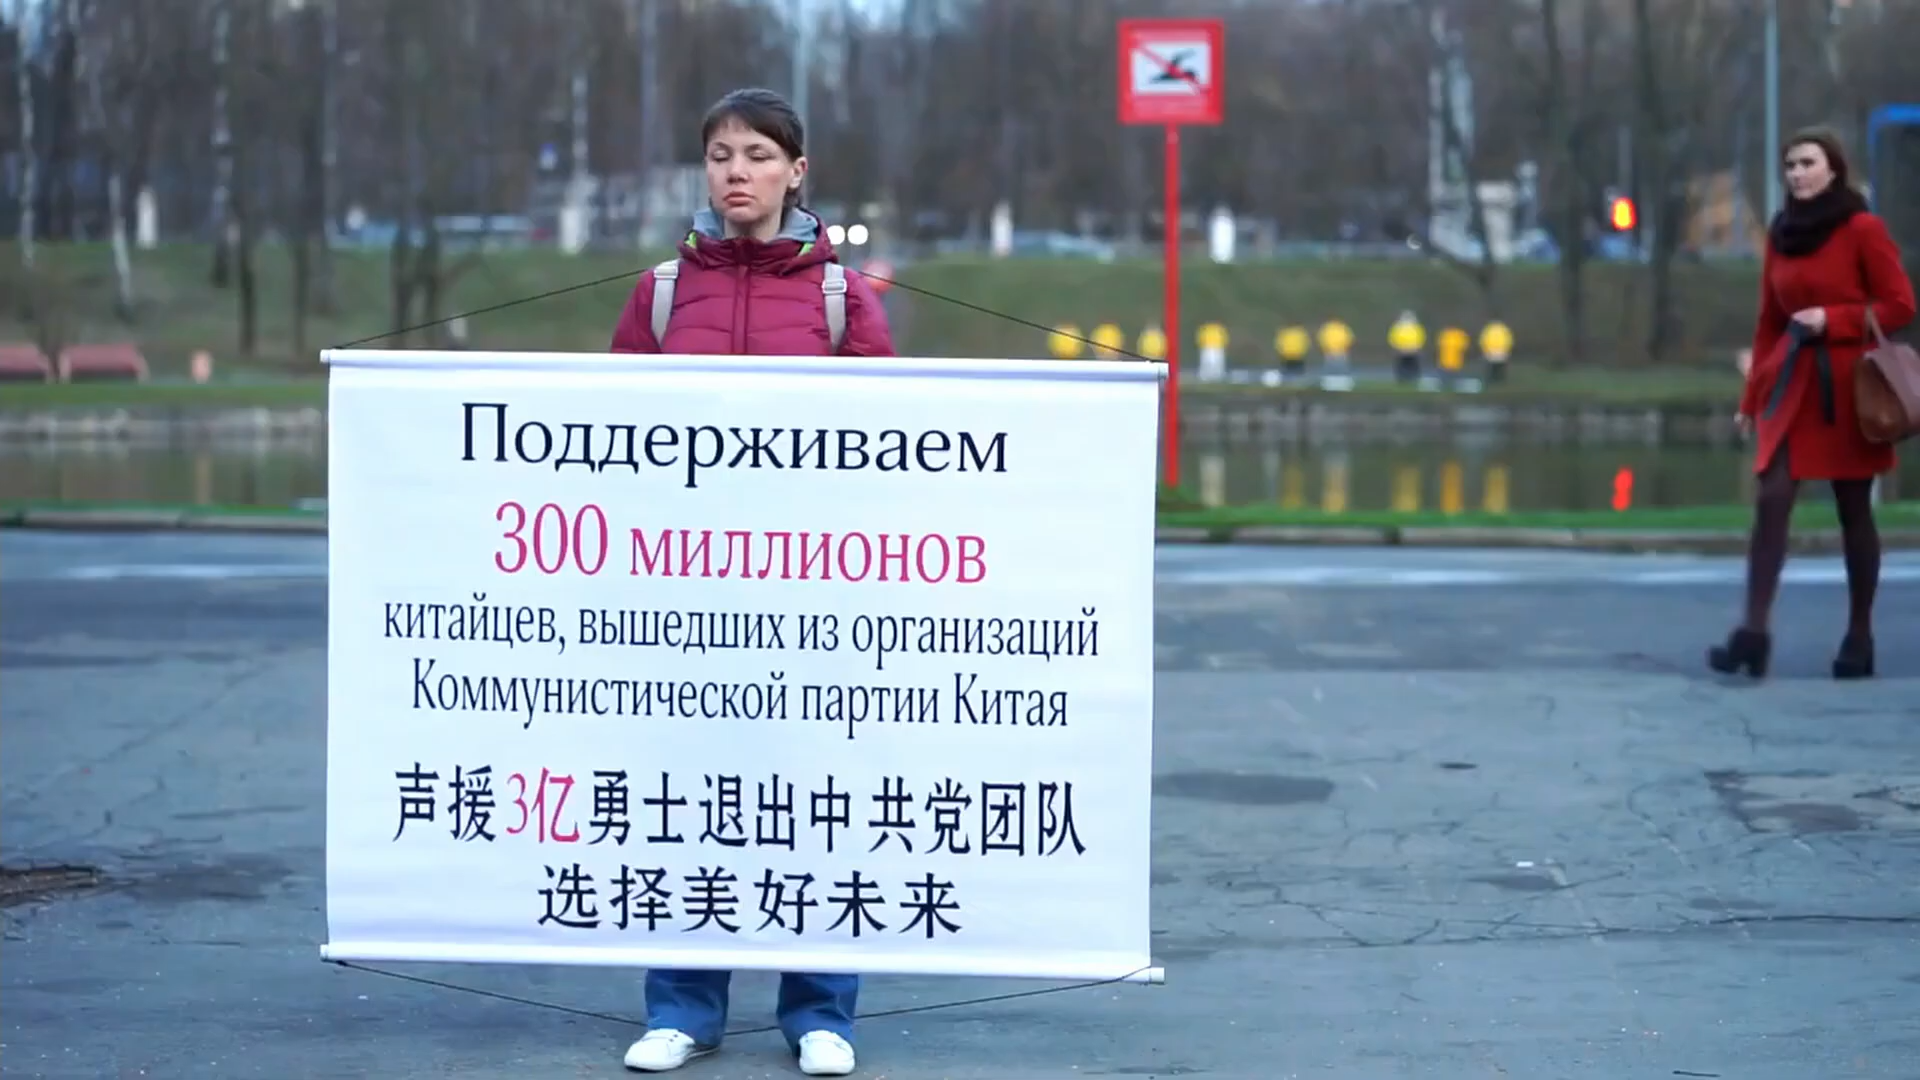 Поддерживаем
300 миллионов
китайцев, вышедших из организаций
Коммунистической партии Китая
声援3亿勇士退出中共党团队
选择美好未来